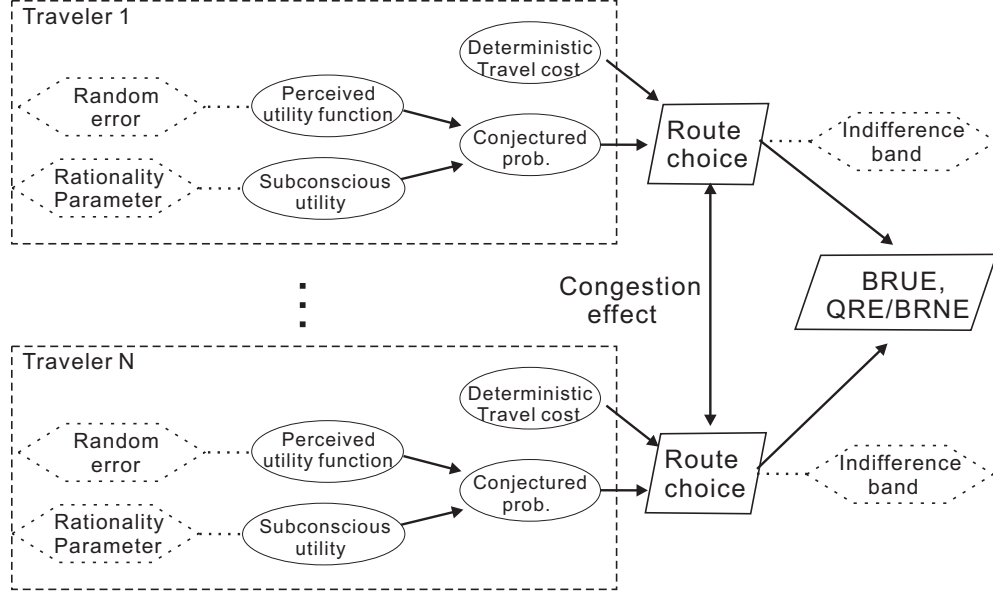 Traveler 1
Deterministic
Travel cost
Random
error
Perceived
utility function
Conjectured
prob.
Route
choice
Indifference
band
Rationality
Parameter
Subconscious
utility
BRUE,
QRE/BRNE
Congestion
effect
Traveler N
Deterministic
Travel cost
Random
error
Perceived
utility function
Conjectured
prob.
Route
choice
Indifference
band
Rationality
Parameter
Subconscious
utility